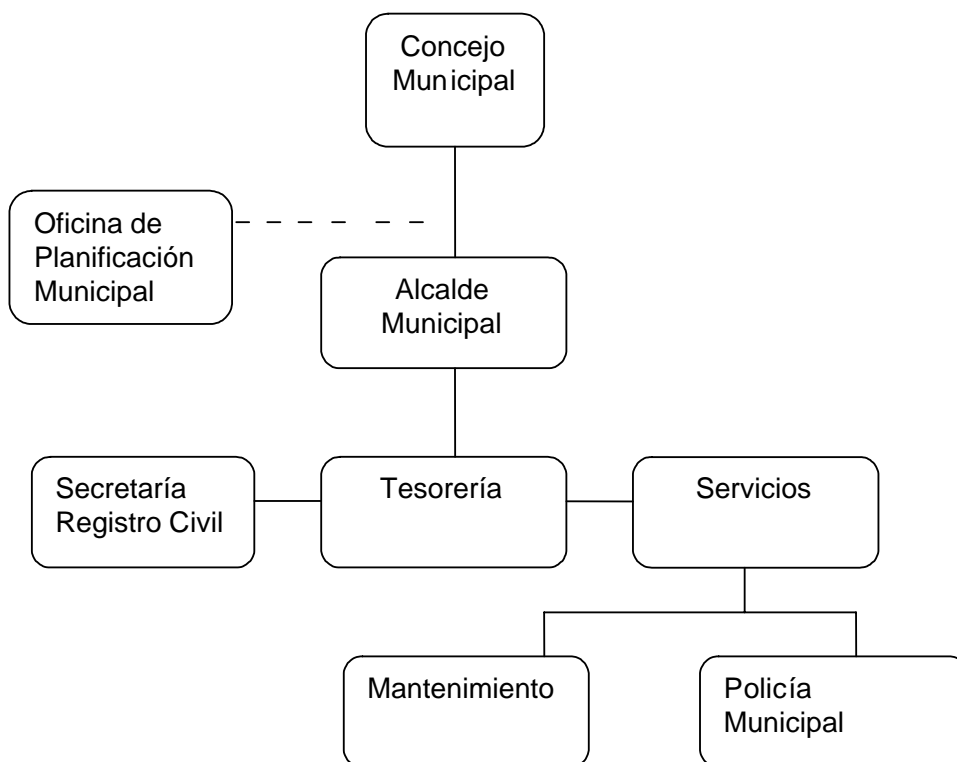 Concejo
Municipal
Oficina de
Planificación
Municipal
Alcalde
Municipal
Secretaría
Registro Civil
Tesorería
Servicios
Mantenimiento
Policía
Municipal